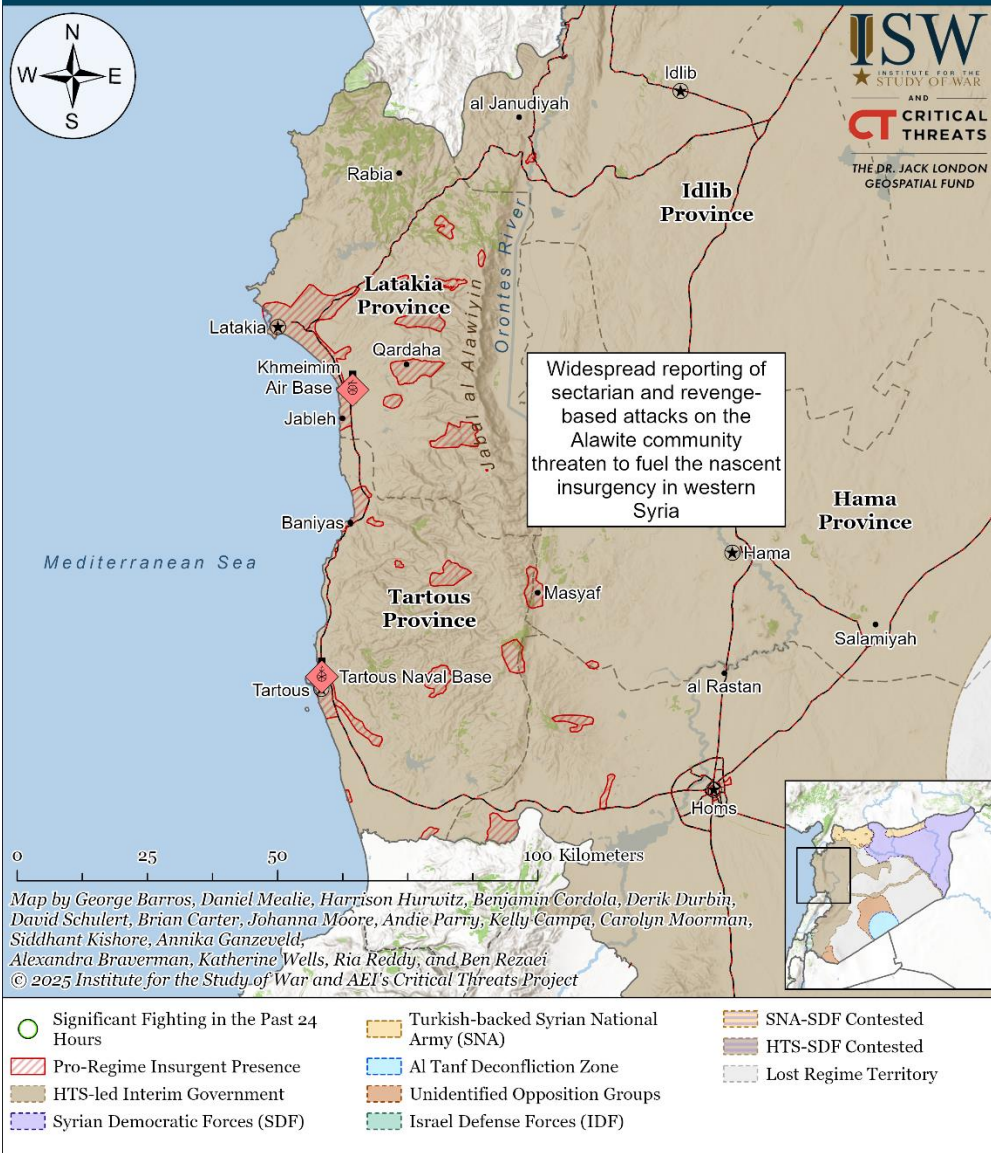 N
W
E
S
ISW
INSTITUTE FOR THE
STUDY OF WAR
AND
CT CRITICAL
THREATS
THE DR. JACK LONDON
GEOSPATIAL FUND
Idlib
al Janudiyah
Rabia
Idlib
Province
Orontes River
Latakia
Province
Latakia
Jabal al Alawiyin
Qardaha
Khmeimim
Air Base
Jableh
Widespread reporting of
sectarian and revenge-
based attacks on the
Alawite community
threaten to fuel the nascent
insurgency in western
Syria
Hama
Province
Baniyas
Hama
Mediterranean Sea
Tartous
Province
Masyaf
Salamiyah
Tartous Naval Base
Tartous
al Rastan
Homs
0 25 50 100 Kilometers
Map by George Barros, Daniel Mealie, Harrison Hurwitz, Benjamin Cordola, Derik Durbin,
David Schulert, Brian Carter, Johanna Moore, Andie Parry, Kelly Campa, Carolyn Moorman,
Siddhant Kishore, Annika Ganzeveld,
Alexandra Braverman, Katherine Wells, Ria Reddy, and Ben Rezaei
© 2025 Institute for the Study of War and AEI's Critical Threats Project
Significant Fighting in the Past 24
Hours
Pro-Regime Insurgent Presence
HTS-led Interim Government
Syrian Democratic Forces (SDF)
Turkish-backed Syrian National
Army (SNA)
Al Tanf Deconfliction Zone
Unidentified Opposition Groups
Israel Defense Forces (IDF)
SNA-SDF Contested
HTS-SDF Contested
Lost Regime Territory